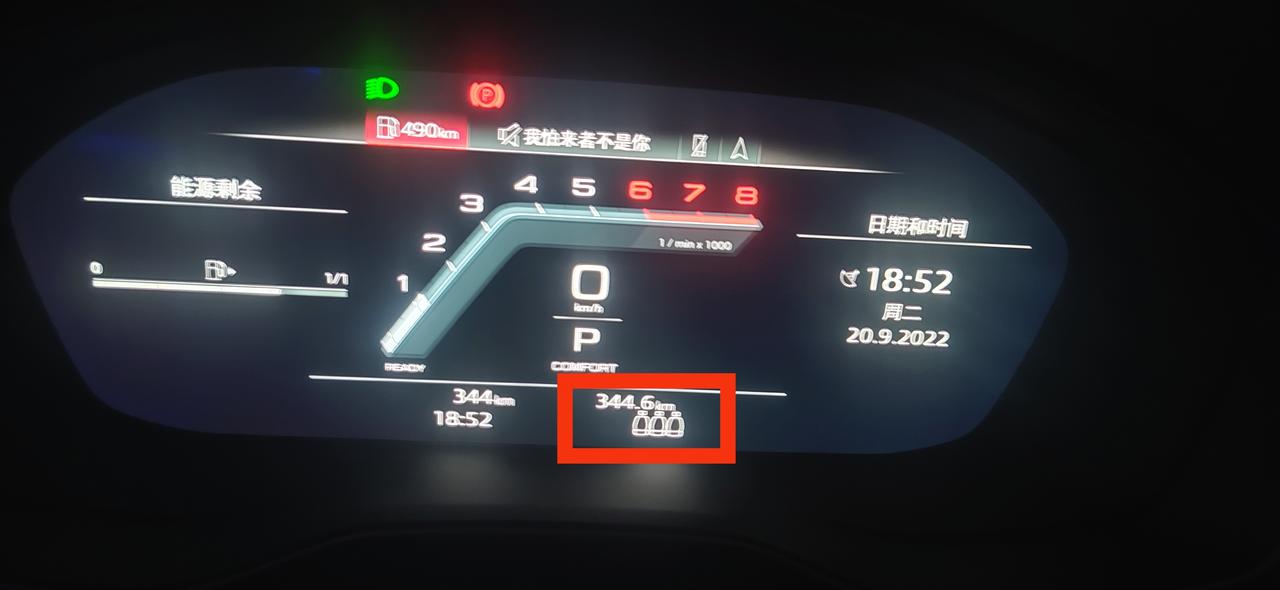 490km
我怕来者不是你
能源剩余
0 1/1
1 2 3 4 5 6 7 8
1 / min x 1000
0
km/h
P
READY
COMFORT
日期和时间
18:52
周二
20.9.2022
344km
18:52
344.6km